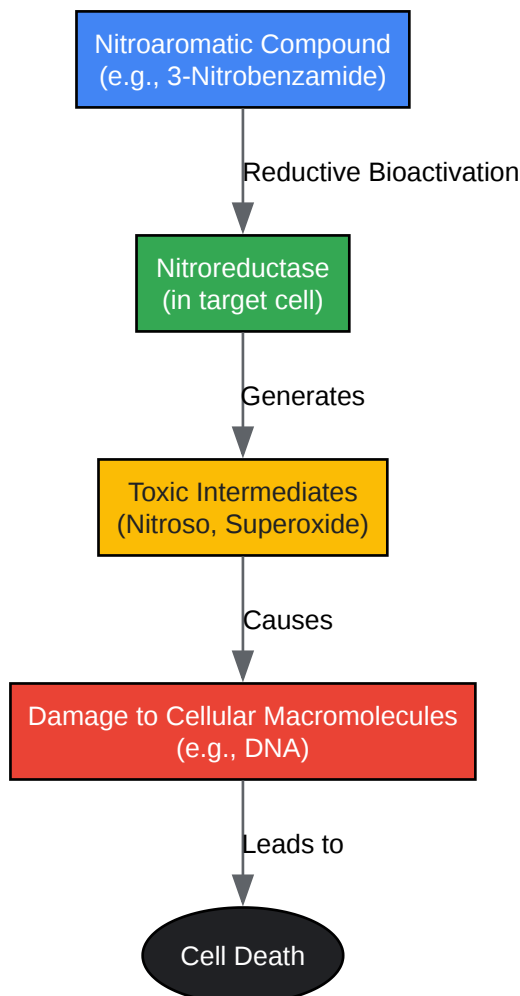 Nitroaromatic Compound
(e.g., 3-Nitrobenzamide)
Reductive Bioactivation
Nitroreductase
(in target cell)
Generates
Toxic Intermediates
(Nitroso, Superoxide)
Causes
Damage to Cellular Macromolecules
(e.g., DNA)
Leads to
Cell Death